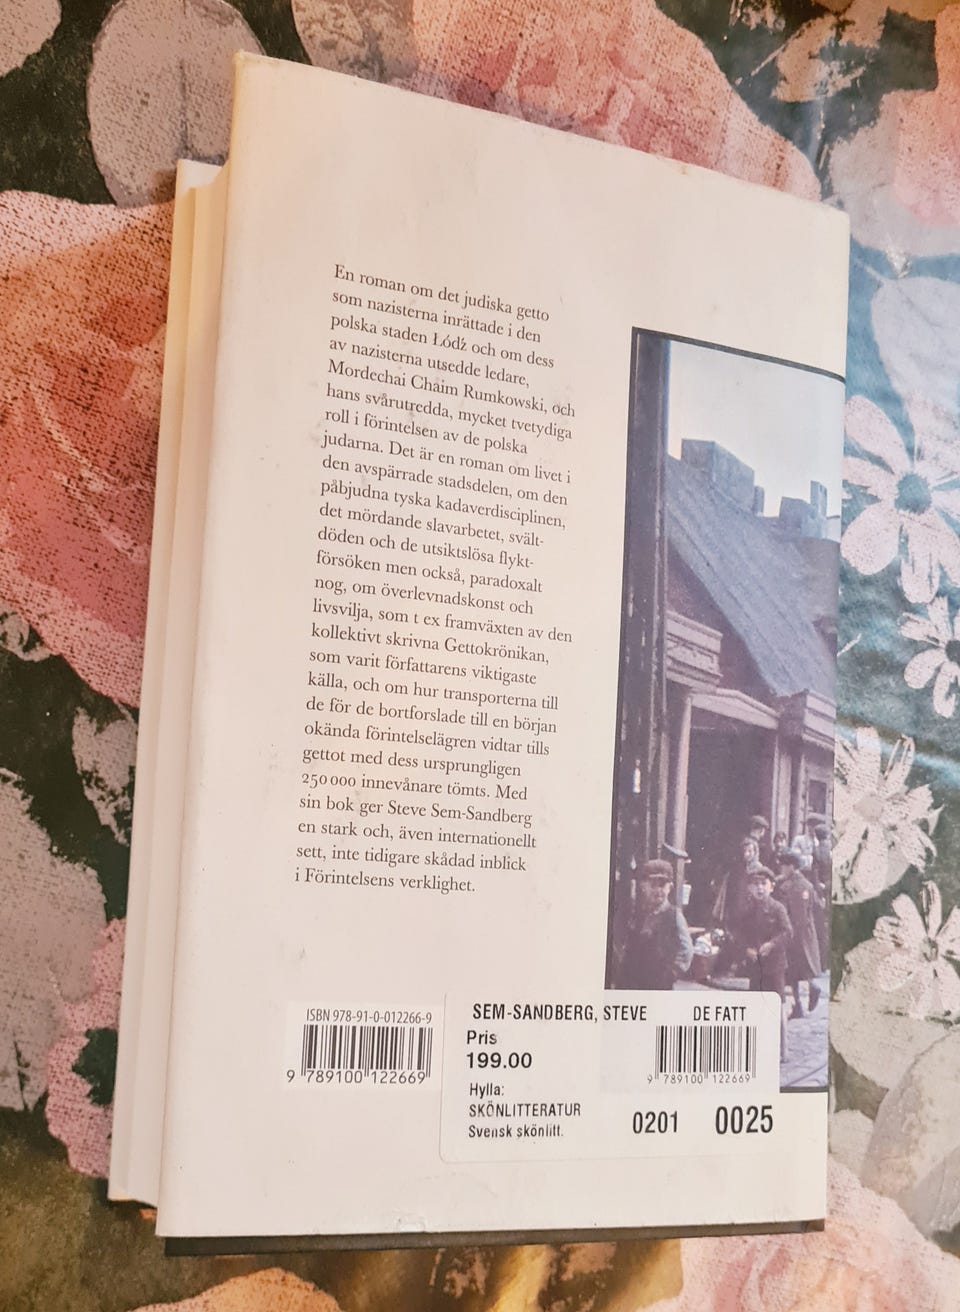 En roman om det judiska getto
som nazisterna inrättade i den
polska staden Łódź och om dess
av nazisterna utsedde ledare,
Mordechai Chaim Rumkowski, och
hans svårutredda, mycket tvetydiga
roll i förintelsen av de polska
judarna. Det är en roman om livet i
den avspärrade stadsdelen, om den
påbjudna tyska kadaverdisciplinen,
det mördande slavarbetet, svält-
döden och de utsiktslösa flykt-
försöken men också, paradoxalt
nog, om överlevnadskonst och
livsvilja, som t ex framväxten av den
kollektivt skrivna Gettokrönikan,
som varit författarens viktigaste
källa, och om hur transporterna till
de för de bortforslade till en början
okända förintelselägren vidtar tills
gettot med dess ursprungligen
250 000 innevånare tömts. Med
sin bok ger Steve Sem-Sandberg
en stark och, även internationellt
sett, inte tidigare skådad inblick
i Förintelsens verklighet.
ISBN 978-91-0-012266-9
9 789100 122669
SEM-SANDBERG, STEVE DE FATT
Pris
199.00
9 789100 122669
Hylla:
SKÖNLITTERATUR
Svensk skönlitt.
0201 0025